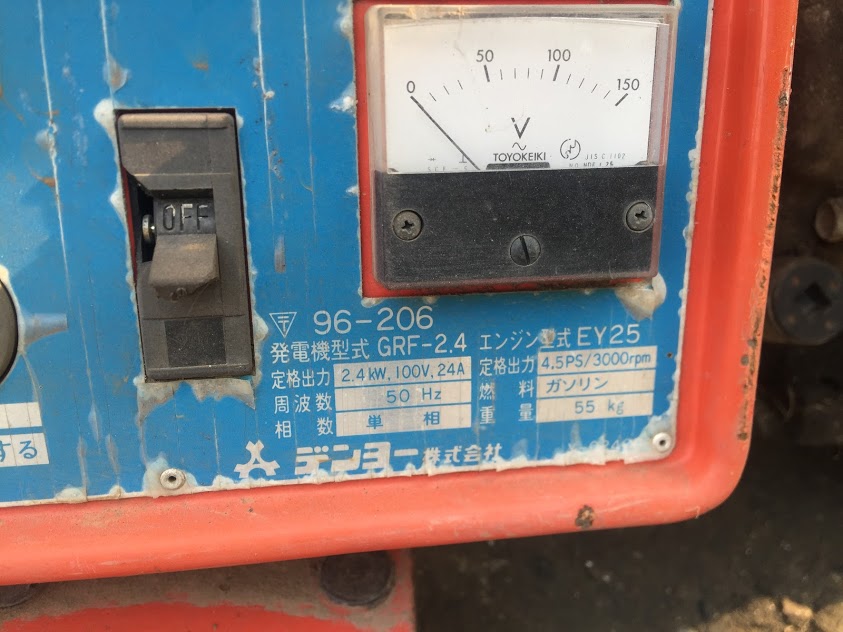 0 50 100 150
V
TOYOKEIKI
JIS C 1102
OFF
〒 96-206
発電機型式 GRF-2.4 エンジン型式 EY25
定格出力 2.4kW, 100V, 24A 定格出力 4.5PS/3000rpm
周波数 50 Hz 燃料 ガソリン
相数 単相 重量 55 kg
する
デンヨー株式会社